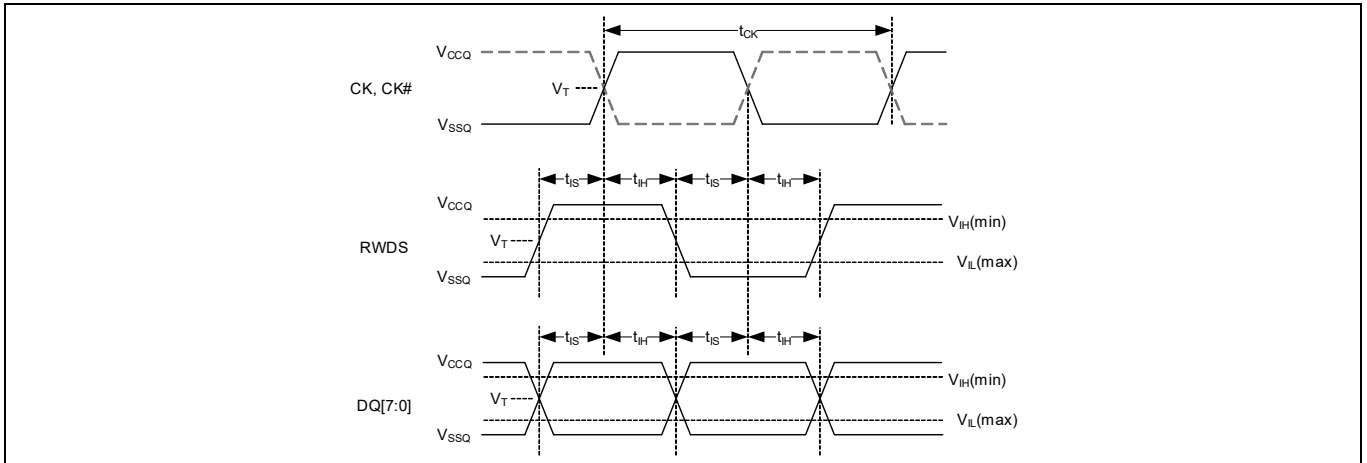 tCK
VCCQ
CK, CK#
VT
VSSQ
tIS tIH tIS tIH
VCCQ
VIH(min)
RWDS
VT
VIL(max)
VSSQ
tIS tIH tIS tIH
VCCQ
VIH(min)
DQ[7:0]
VT
VIL(max)
VSSQ